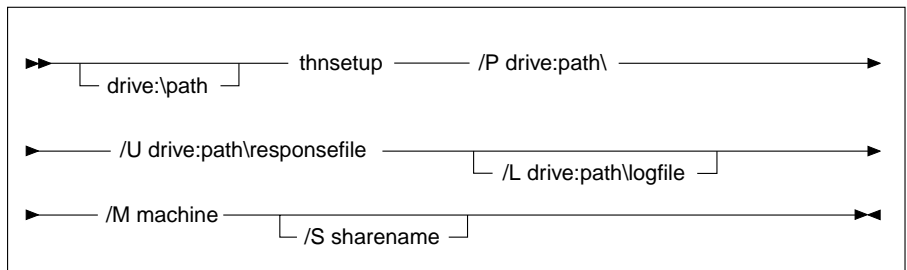 thnsetup /P drive:path\
drive:\path
/U drive:path\responsefile
/L drive:path\logfile
/M machine
/S sharename